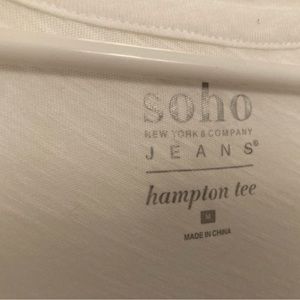 soho
NEW YORK & COMPANY
JEANS®
hampton tee
M
MADE IN CHINA